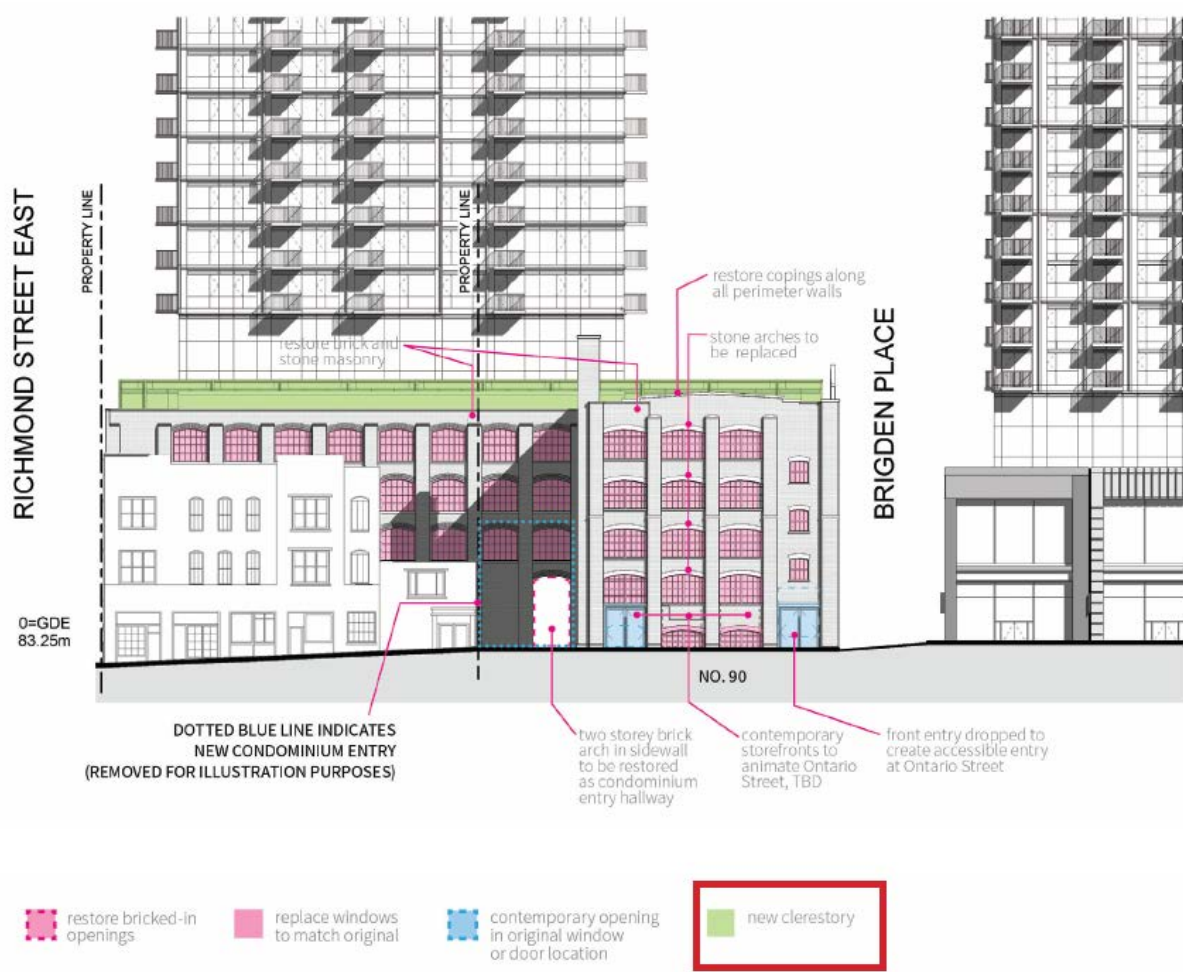 RICHMOND STREET EAST
PROPERTY LINE
PROPERTY LINE
restore copings along
all perimeter walls
stone arches to
be replaced
restore brick and
stone masonry
BRIGDEN PLACE
0=GDE
83.25m
NO. 90
DOTTED BLUE LINE INDICATES
NEW CONDOMINIUM ENTRY
(REMOVED FOR ILLUSTRATION PURPOSES)
two storey brick
arch in sidewall
to be restored
as condominium
entry hallway
contemporary
storefronts to
animate Ontario
Street, TBD
front entry dropped to
create accessible entry
at Ontario Street
restore bricked-in
openings
replace windows
to match original
contemporary opening
in original window
or door location
new clerestory